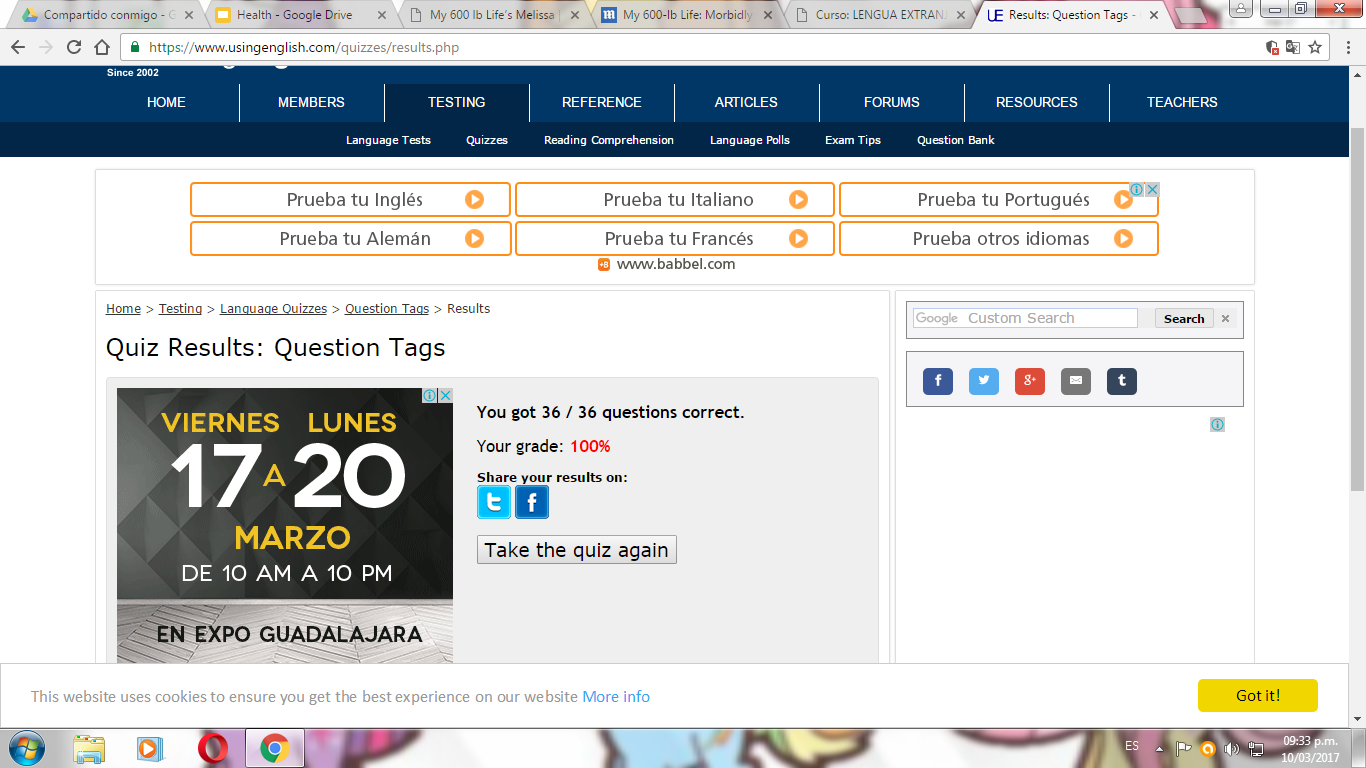 Compartido conmigo - G
Health - Google Drive
My 600 lb Life's Melissa
My 600-lb Life: Morbidly
Curso: LENGUA EXTRAN
UE Results: Question Tags -
https://www.usingenglish.com/quizzes/results.php
Since 2002
HOME
MEMBERS
TESTING
REFERENCE
ARTICLES
FORUMS
RESOURCES
TEACHERS
Language Tests
Quizzes
Reading Comprehension
Language Polls
Exam Tips
Question Bank
Prueba tu Inglés
Prueba tu Italiano
Prueba tu Portugués
Prueba tu Alemán
Prueba tu Francés
Prueba otros idiomas
+B www.babbel.com
Home > Testing > Language Quizzes > Question Tags > Results
Google Custom Search
Search
Quiz Results: Question Tags
VIERNES LUNES
17 A 20
MARZO
DE 10 AM A 10 PM
EN EXPO GUADALAJARA
You got 36 / 36 questions correct.
Your grade: 100%
Share your results on:
Take the quiz again
This website uses cookies to ensure you get the best experience on our website More info
Got it!
ES
09:33 p.m.
10/03/2017